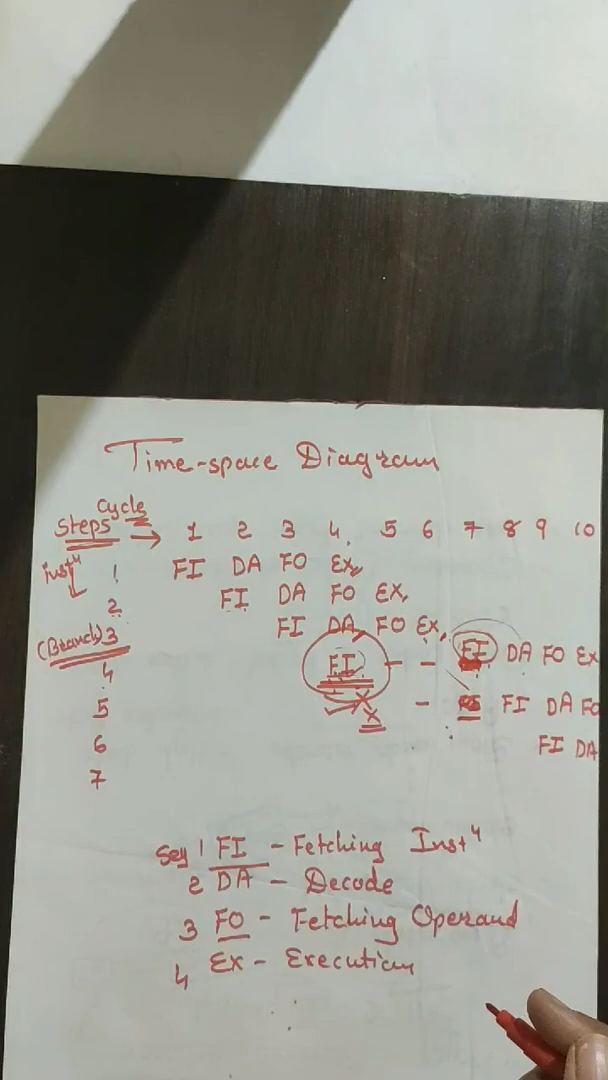 Time-space Diagram
Cycle
Steps → 1 2 3 4 5 6 7 8 9 10
Instⁿ 1 FI DA FO EX
2 FI DA FO EX
(Branch) 3 FI DA FO EX
4 FI - - FI DA FO EX
5 X - FI DA FO
6 FI DA
7
Seg 1 FI - Fetching Instⁿ
2 DA - Decode
3 FO - Fetching Operand
4 EX - Execution